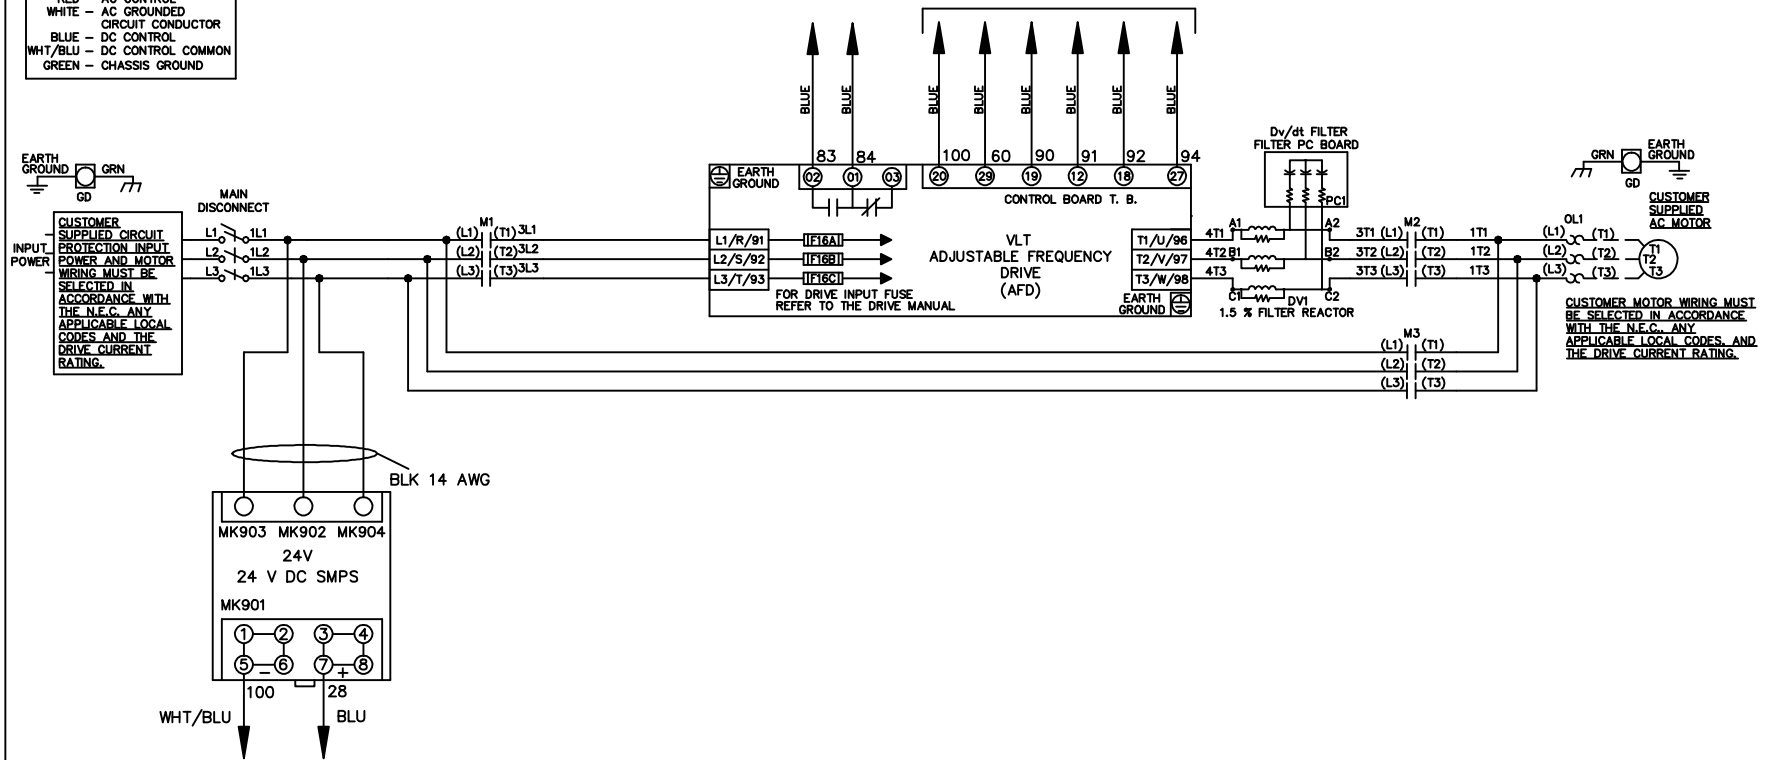 RED – AC CONTROL
WHITE – AC GROUNDED
CIRCUIT CONDUCTOR
BLUE – DC CONTROL
WHT/BLU – DC CONTROL COMMON
GREEN – CHASSIS GROUND
BLUE BLUE BLUE BLUE BLUE BLUE BLUE BLUE
83 84 100 60 90 91 92 94
02 01 03 20 29 19 12 18 27
EARTH
GROUND
CONTROL BOARD T. B.
EARTH
GROUND
GRN
GD
MAIN
DISCONNECT
INPUT
POWER
CUSTOMER
SUPPLIED CIRCUIT
PROTECTION INPUT
POWER AND MOTOR
WIRING MUST BE
SELECTED IN
ACCORDANCE WITH
THE N.E.C. ANY
APPLICABLE LOCAL
CODES AND THE
DRIVE CURRENT
RATING.
L1 1L1
L2 1L2
L3 1L3
M1
(L1) (T1) 3L1
(L2) (T2) 3L2
(L3) (T3) 3L3
L1/R/91 F16A
L2/S/92 F16B
L3/T/93 F16C
FOR DRIVE INPUT FUSE
REFER TO THE DRIVE MANUAL
VLT
ADJUSTABLE FREQUENCY
DRIVE
(AFD)
T1/U/96
T2/V/97
T3/W/98
EARTH
GROUND
Dv/dt FILTER
FILTER PC BOARD
PC1
4T1 A1 A2
4T2 B1 B2
4T3 C1 C2
DV1
1.5 % FILTER REACTOR
M2
3T1 (L1) (T1) 1T1
3T2 (L2) (T2) 1T2
3T3 (L3) (T3) 1T3
M3
(L1) (T1)
(L2) (T2)
(L3) (T3)
OL1
(L1) (T1)
(L2) (T2)
(L3) (T3)
T1
T2
T3
GRN
EARTH
GROUND
GD
CUSTOMER
SUPPLIED
AC MOTOR
CUSTOMER MOTOR WIRING MUST
BE SELECTED IN ACCORDANCE
WITH THE N.E.C., ANY
APPLICABLE LOCAL CODES, AND
THE DRIVE CURRENT RATING.
BLK 14 AWG
MK903 MK902 MK904
24V
24 V DC SMPS
MK901
1 2 3 4
5 6 7 8
– +
100 28
WHT/BLU BLU